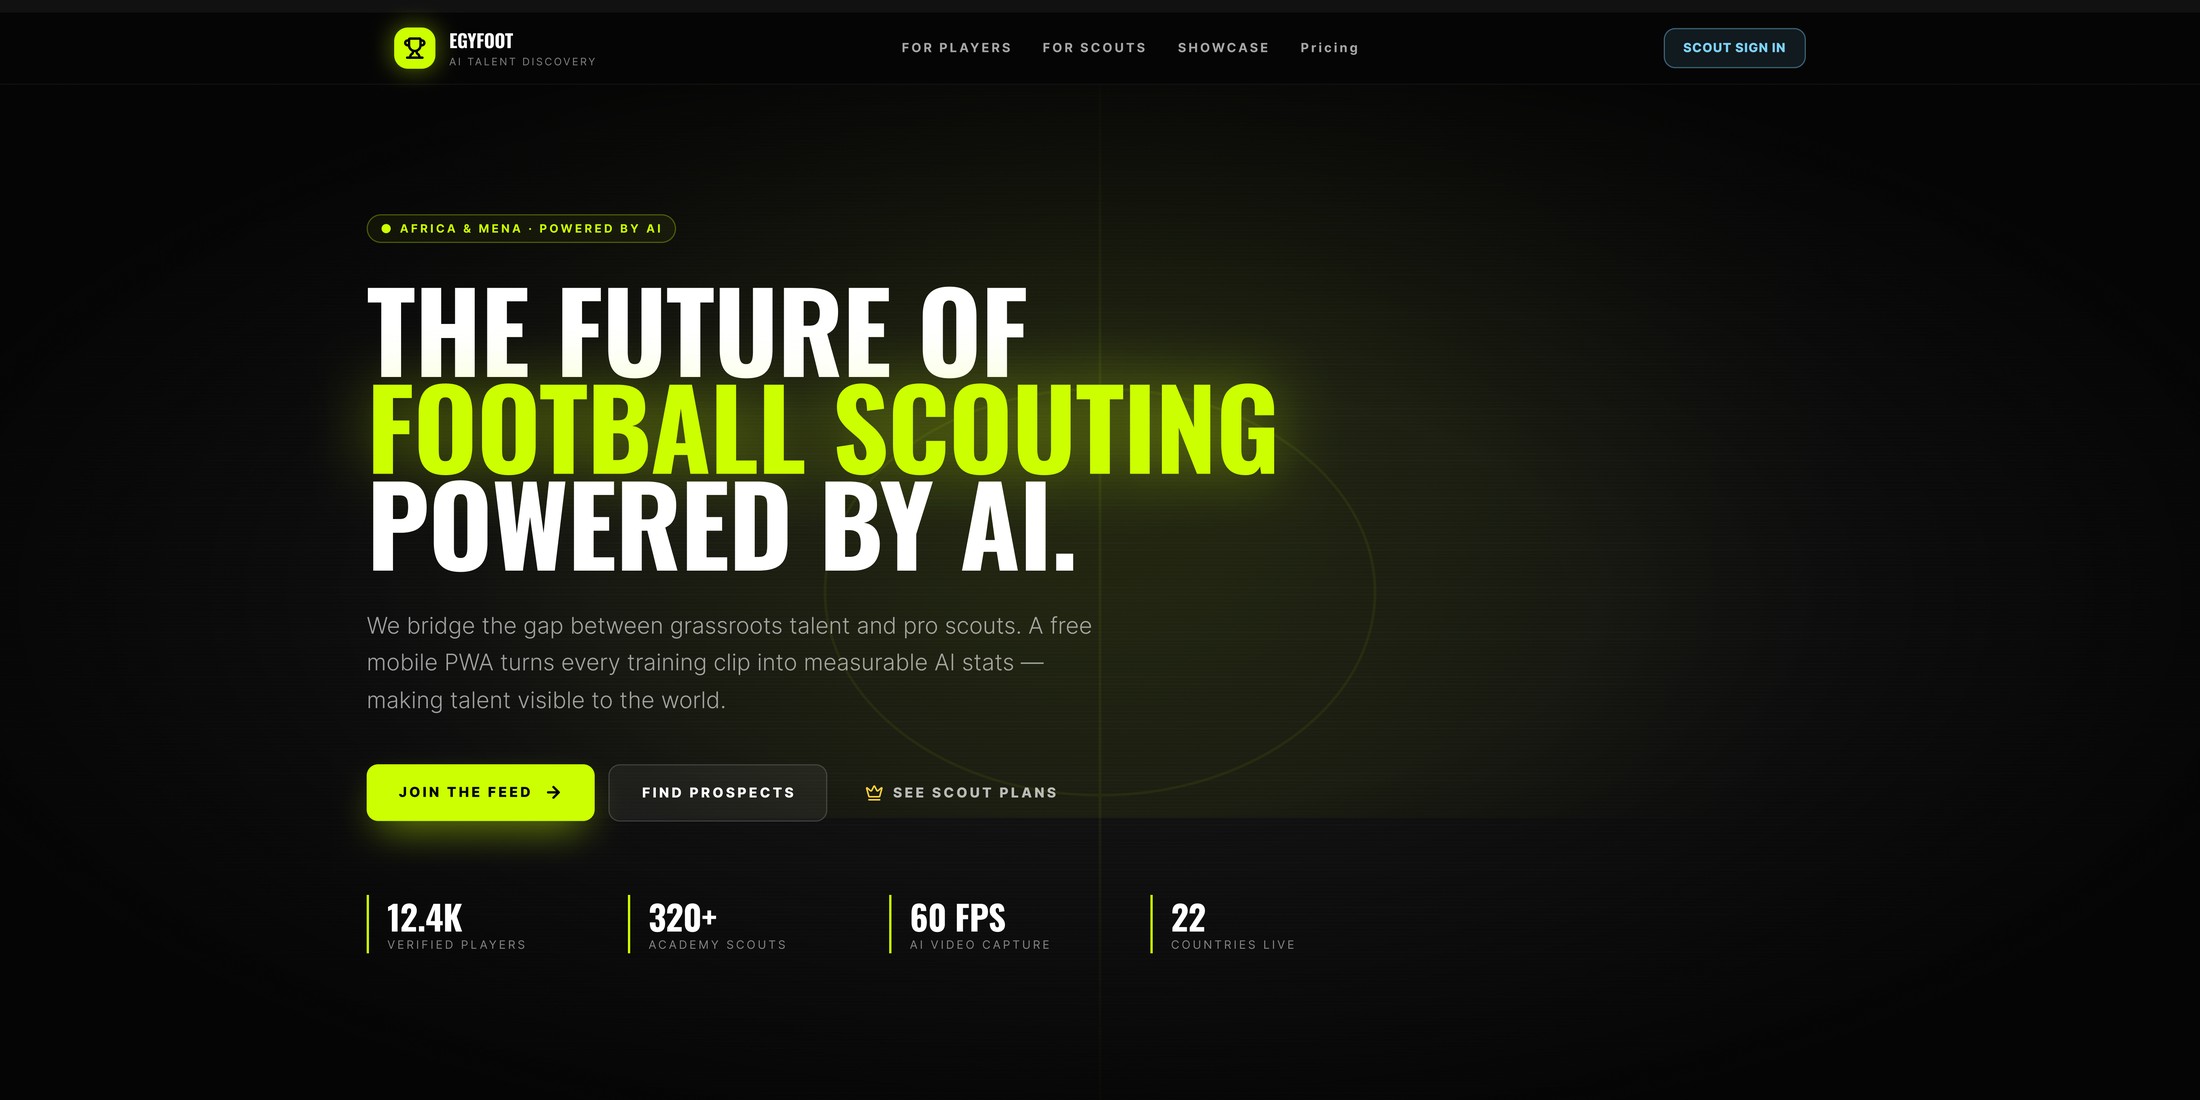 EGYFOOT
AI TALENT DISCOVERY
FOR PLAYERS
FOR SCOUTS
SHOWCASE
Pricing
SCOUT SIGN IN
AFRICA & MENA · POWERED BY AI
THE FUTURE OF
FOOTBALL SCOUTING
POWERED BY AI.
We bridge the gap between grassroots talent and pro scouts. A free
mobile PWA turns every training clip into measurable AI stats —
making talent visible to the world.
JOIN THE FEED →
FIND PROSPECTS
SEE SCOUT PLANS
12.4K
VERIFIED PLAYERS
320+
ACADEMY SCOUTS
60 FPS
AI VIDEO CAPTURE
22
COUNTRIES LIVE